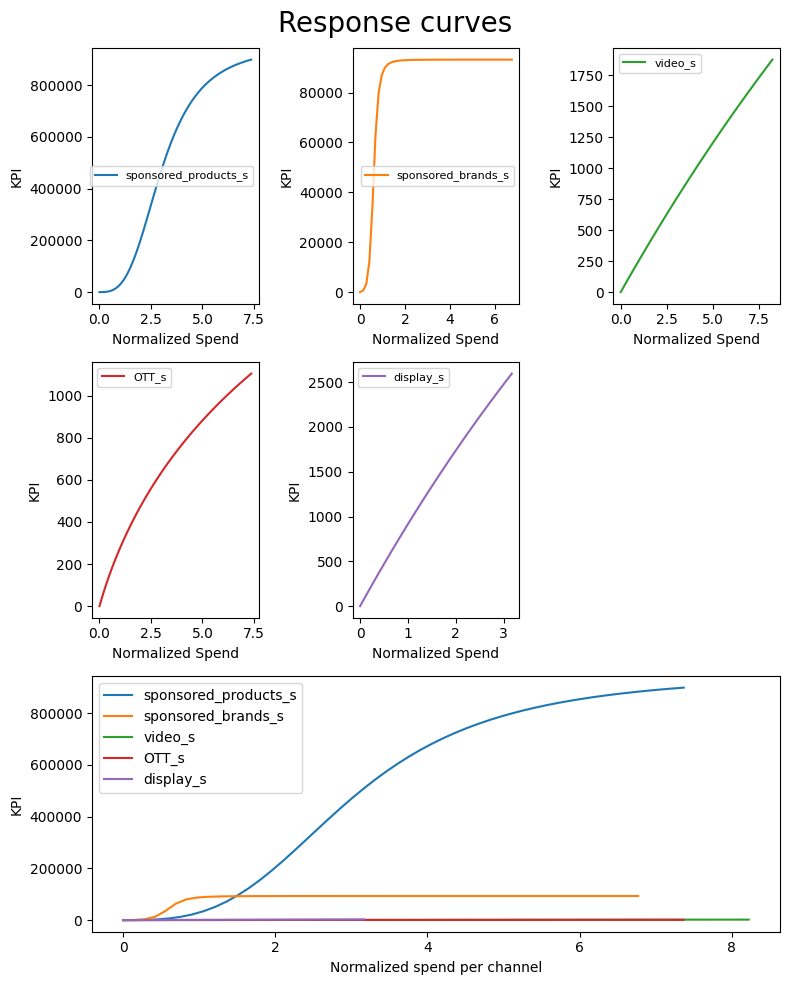 Response curves
800000
600000
400000
200000
0
KPI
sponsored_products_s
0.0 2.5 5.0 7.5
Normalized Spend
80000
60000
40000
20000
0
KPI
sponsored_brands_s
0 2 4 6
Normalized Spend
1750
1500
1250
1000
750
500
250
0
KPI
video_s
0.0 2.5 5.0 7.5
Normalized Spend
1000
800
600
400
200
0
KPI
OTT_s
0.0 2.5 5.0 7.5
Normalized Spend
2500
2000
1500
1000
500
0
KPI
display_s
0 1 2 3
Normalized Spend
800000
600000
400000
200000
0
KPI
sponsored_products_s
sponsored_brands_s
video_s
OTT_s
display_s
0 2 4 6 8
Normalized spend per channel